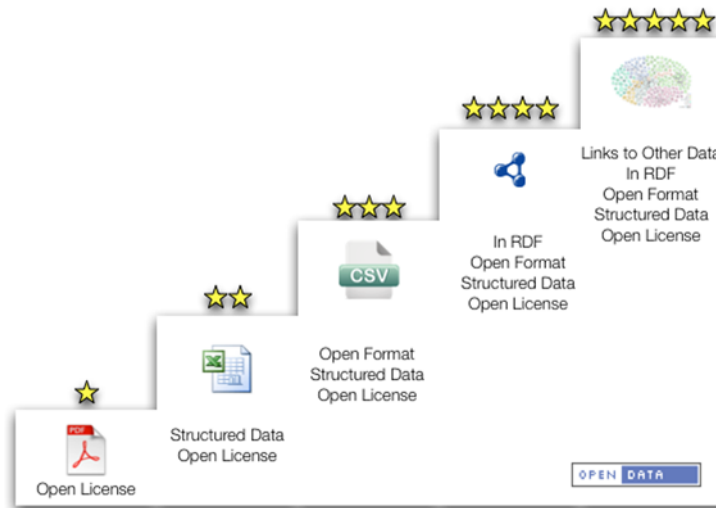 Links to Other Data
In RDF
Open Format
Structured Data
Open License
In RDF
Open Format
Structured Data
Open License
CSV
Open Format
Structured Data
Open License
Structured Data
Open License
PDF
Open License
OPEN DATA